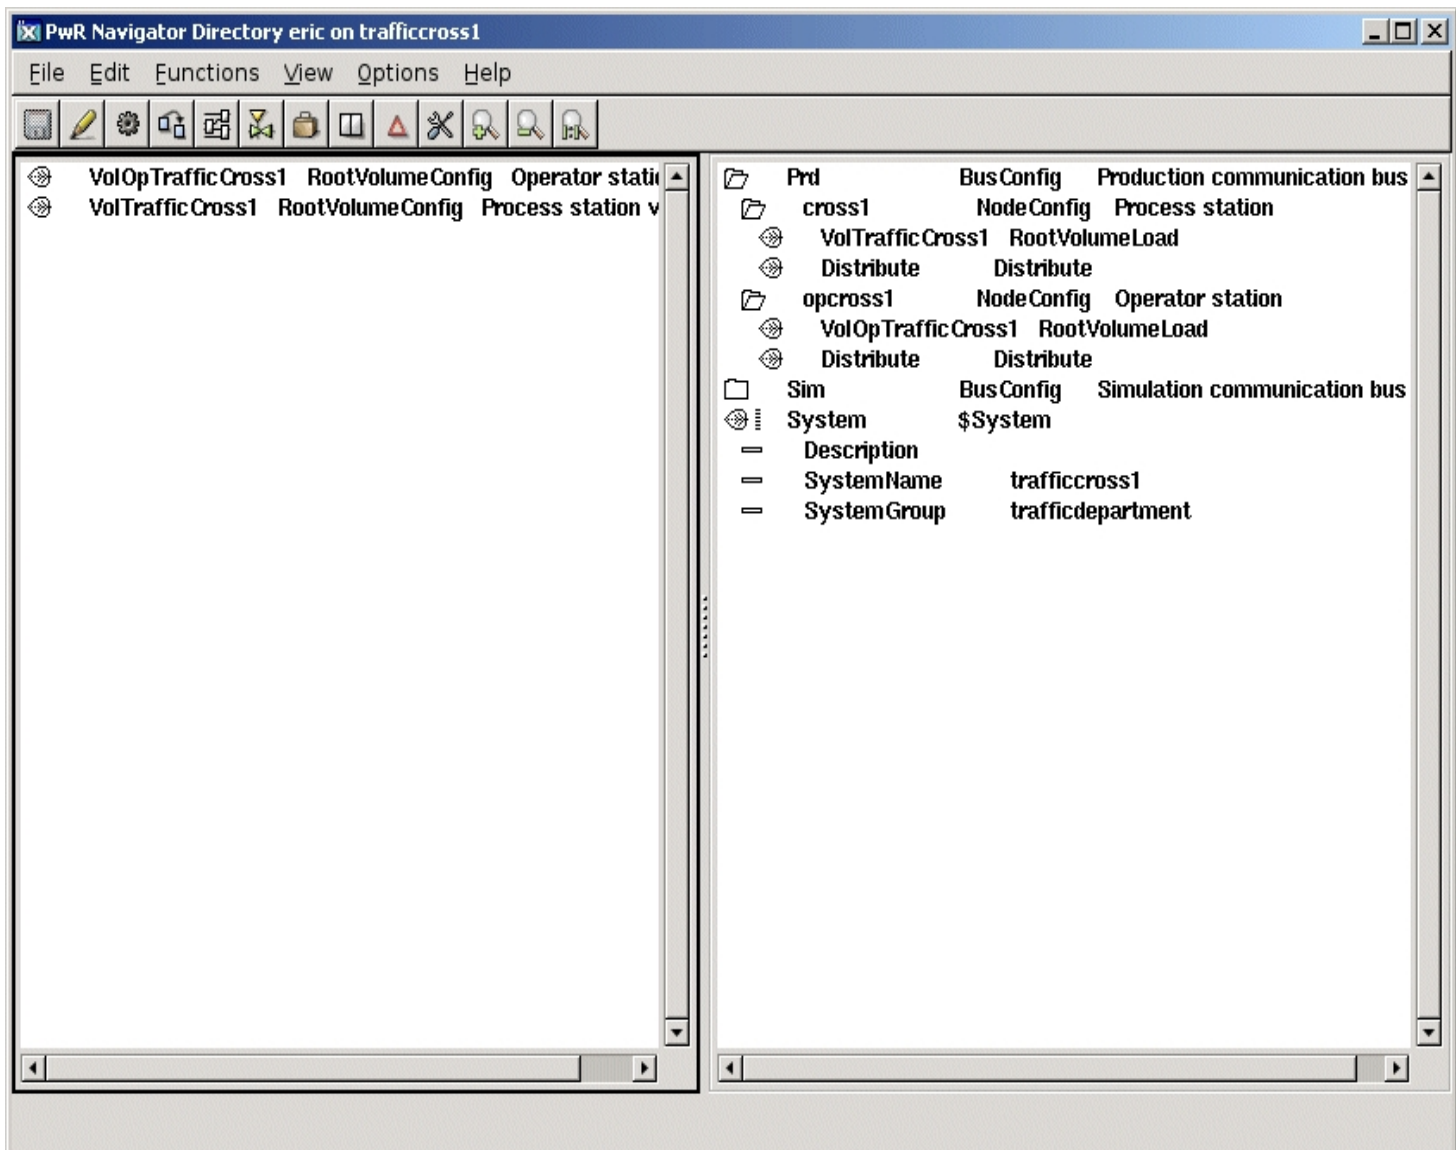 PwR Navigator Directory eric on trafficcross1
File Edit Functions View Options Help
VolOpTrafficCross1 RootVolumeConfig Operator static
VolTrafficCross1 RootVolumeConfig Process station v
Prd BusConfig Production communication bus
cross1 NodeConfig Process station
VolTrafficCross1 RootVolumeLoad
Distribute Distribute
opcross1 NodeConfig Operator station
VolOpTrafficCross1 RootVolumeLoad
Distribute Distribute
Sim BusConfig Simulation communication bus
System $System
Description
SystemName trafficcross1
SystemGroup trafficdepartment